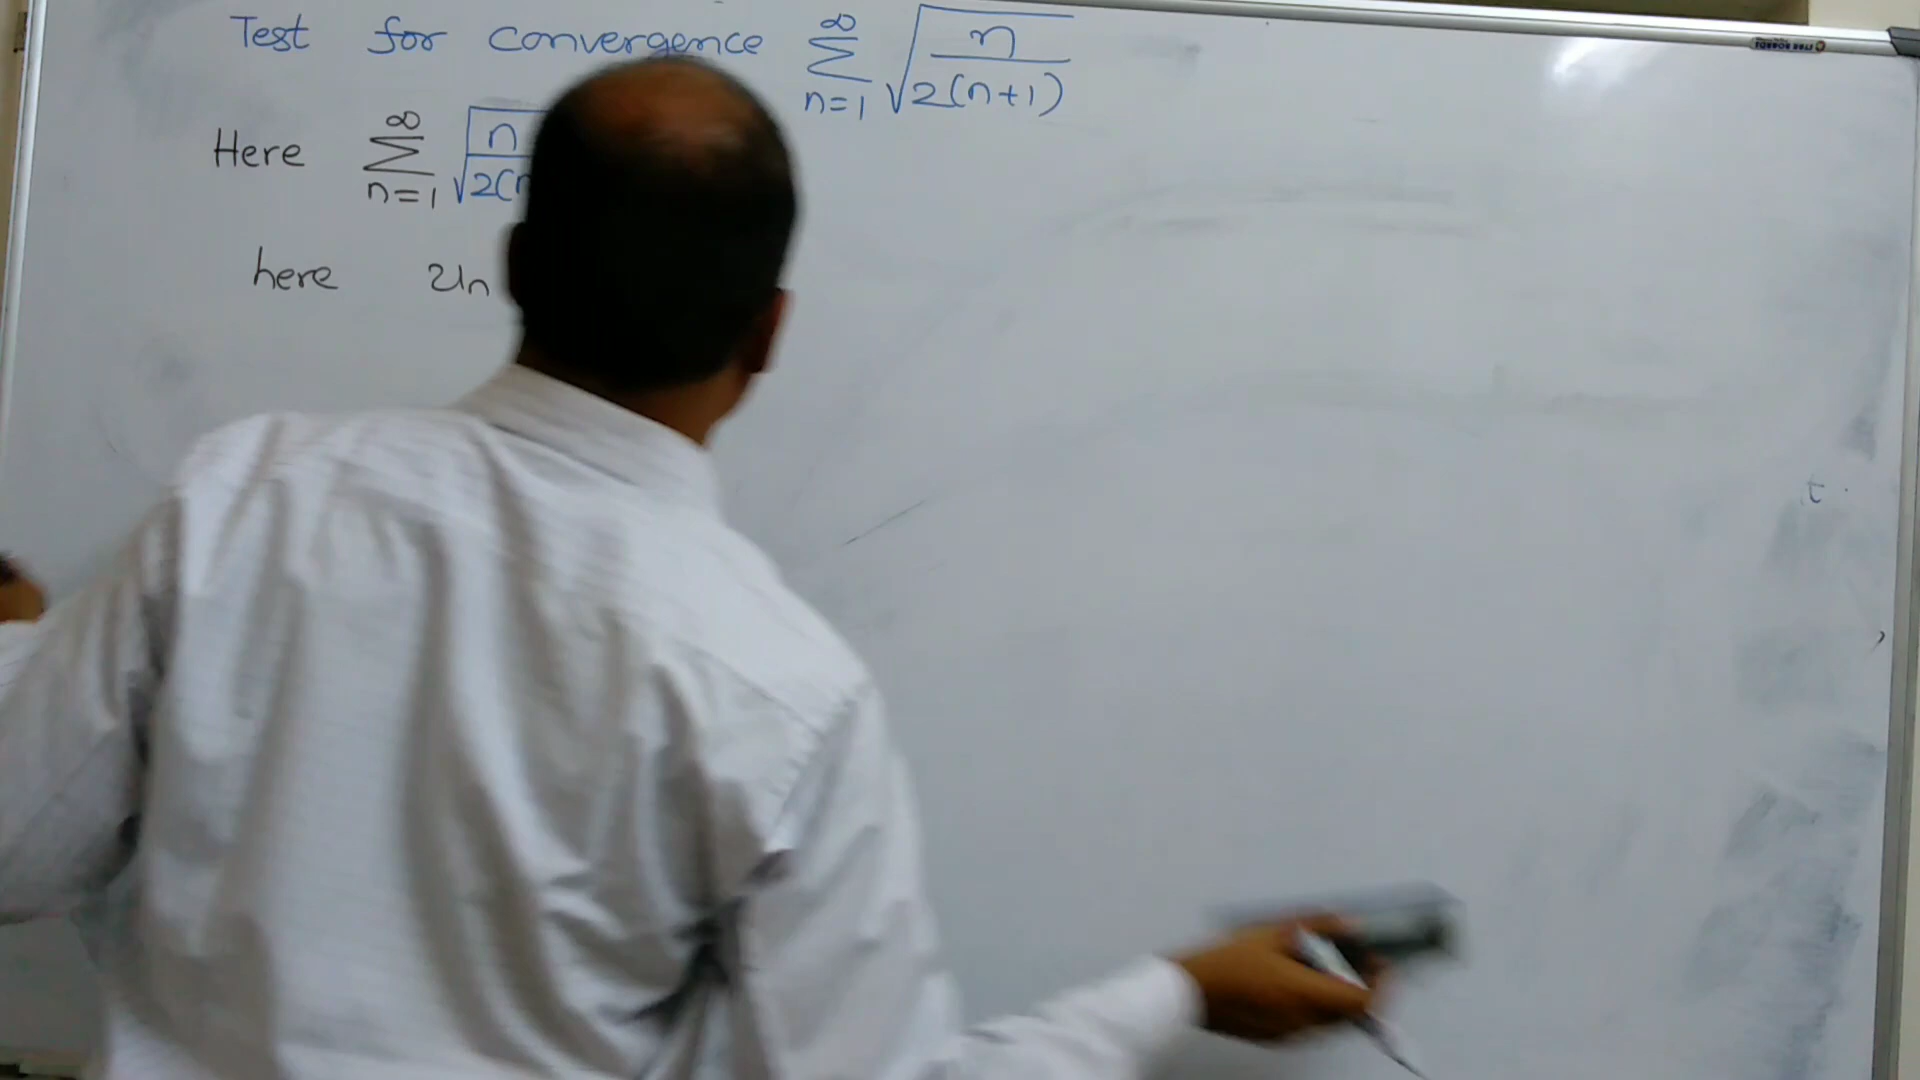 Test for convergence ∞ Σ n=1 √ n / 2(n+1)
Here ∞ Σ n=1 √ n / 2(
here un